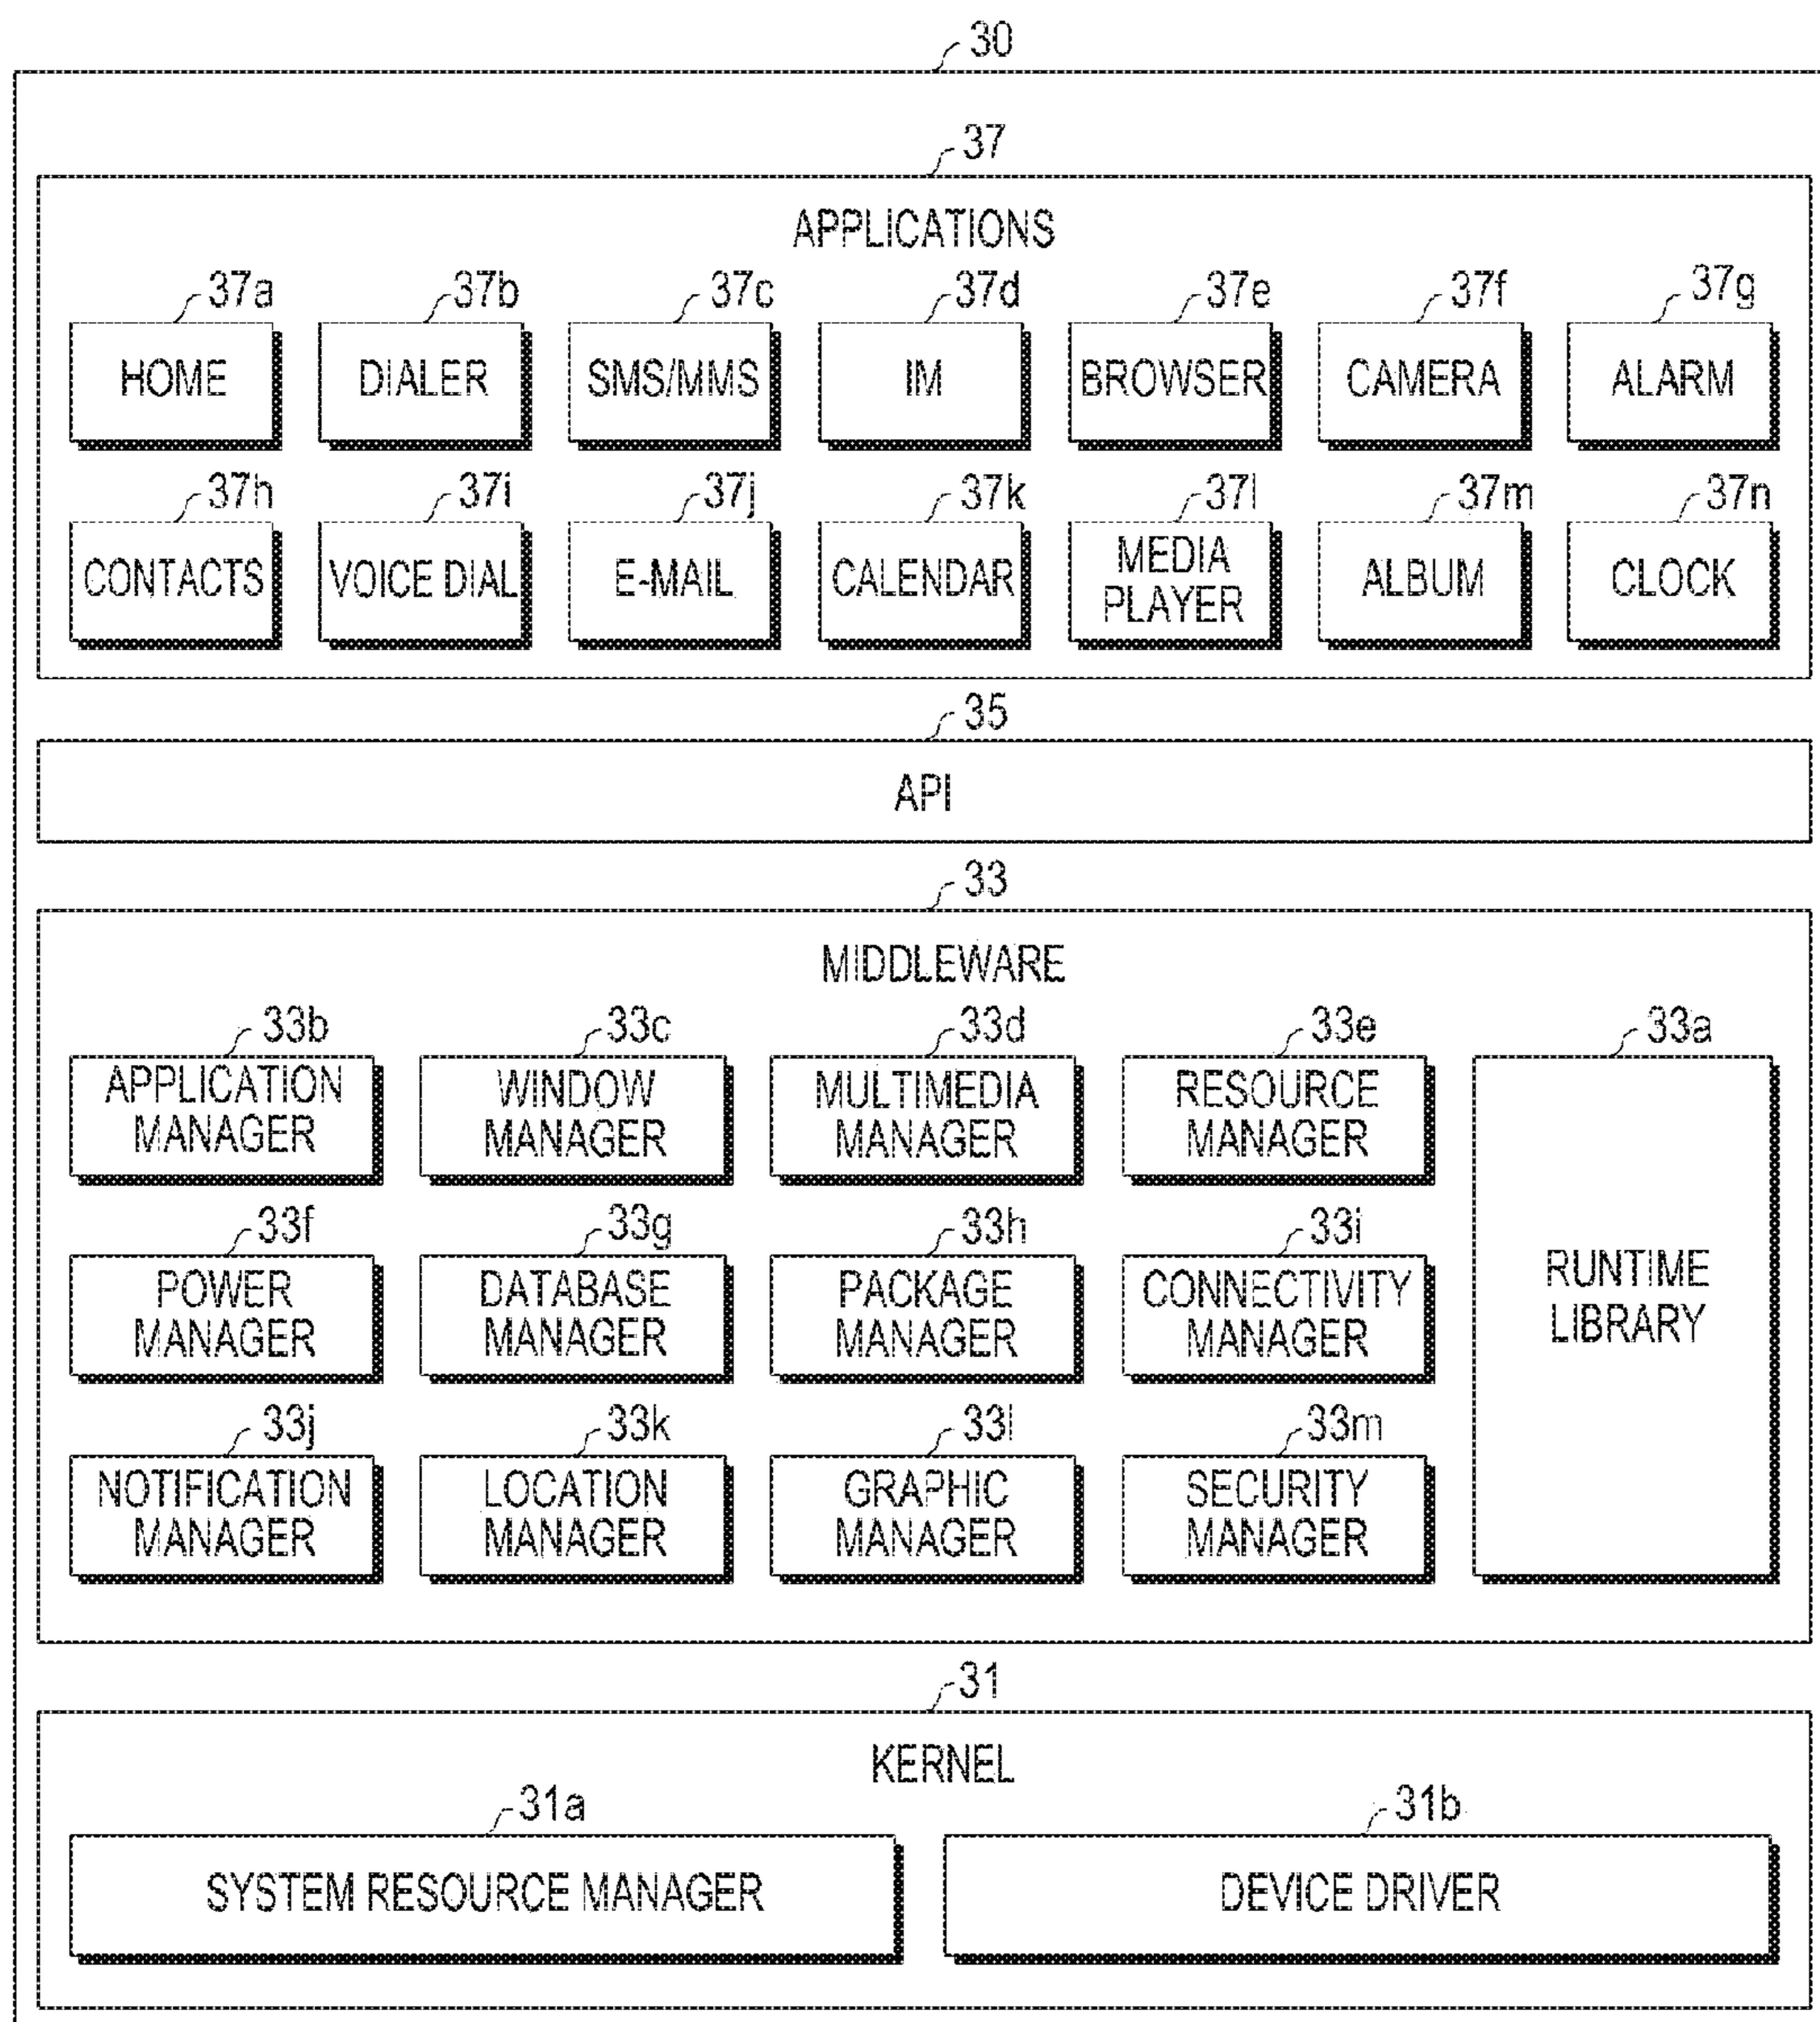 30
37
APPLICATIONS
37a 37b 37c 37d 37e 37f 37g
HOME DIALER SMS/MMS IM BROWSER CAMERA ALARM
37h 37i 37j 37k 37l 37m 37n
CONTACTS VOICE DIAL E-MAIL CALENDAR MEDIA PLAYER ALBUM CLOCK
35
API
33
MIDDLEWARE
33b 33c 33d 33e 33a
APPLICATION WINDOW MULTIMEDIA RESOURCE
MANAGER MANAGER MANAGER MANAGER
33f 33g 33h 33i
POWER DATABASE PACKAGE CONNECTIVITY RUNTIME
MANAGER MANAGER MANAGER MANAGER LIBRARY
33j 33k 33l 33m
NOTIFICATION LOCATION GRAPHIC SECURITY
MANAGER MANAGER MANAGER MANAGER
31
KERNEL
31a 31b
SYSTEM RESOURCE MANAGER DEVICE DRIVER